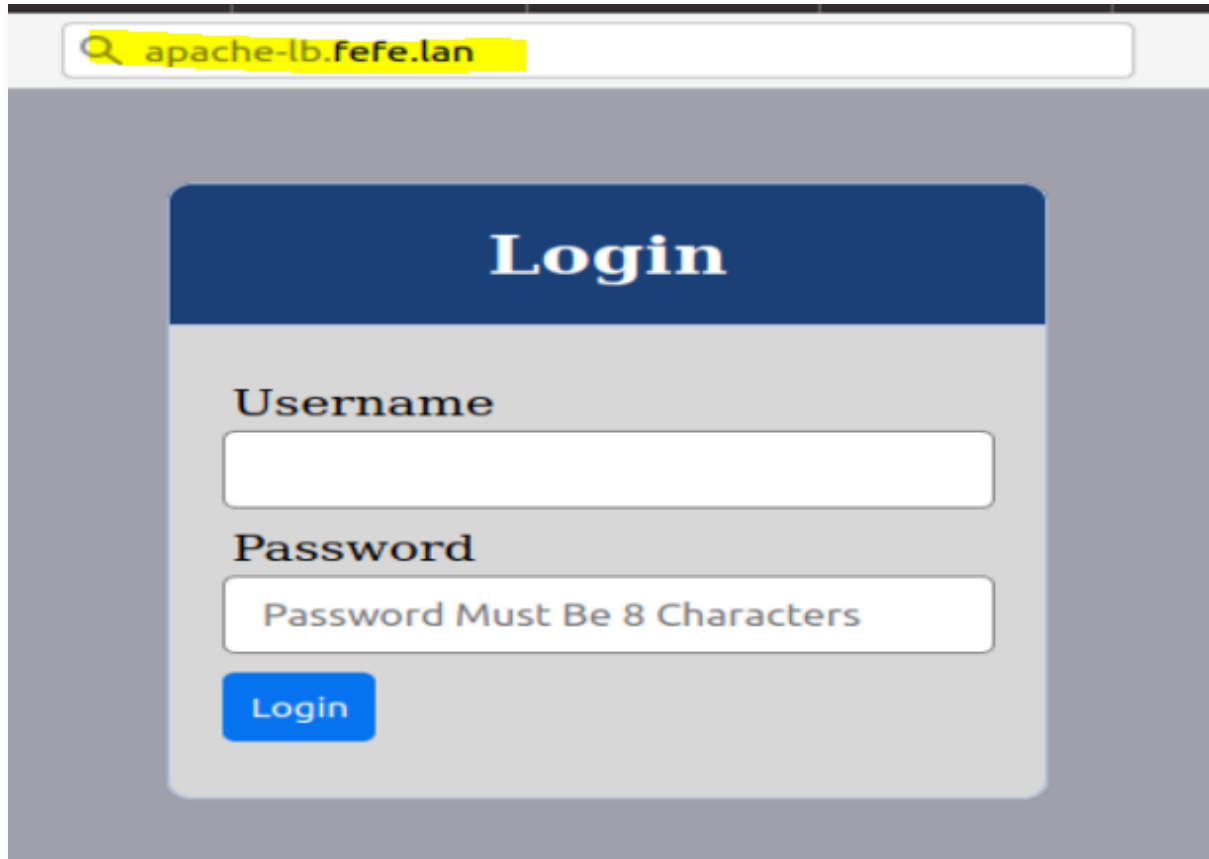 apache-lb.fefe.lan
Login
Username
Password
Password Must Be 8 Characters
Login